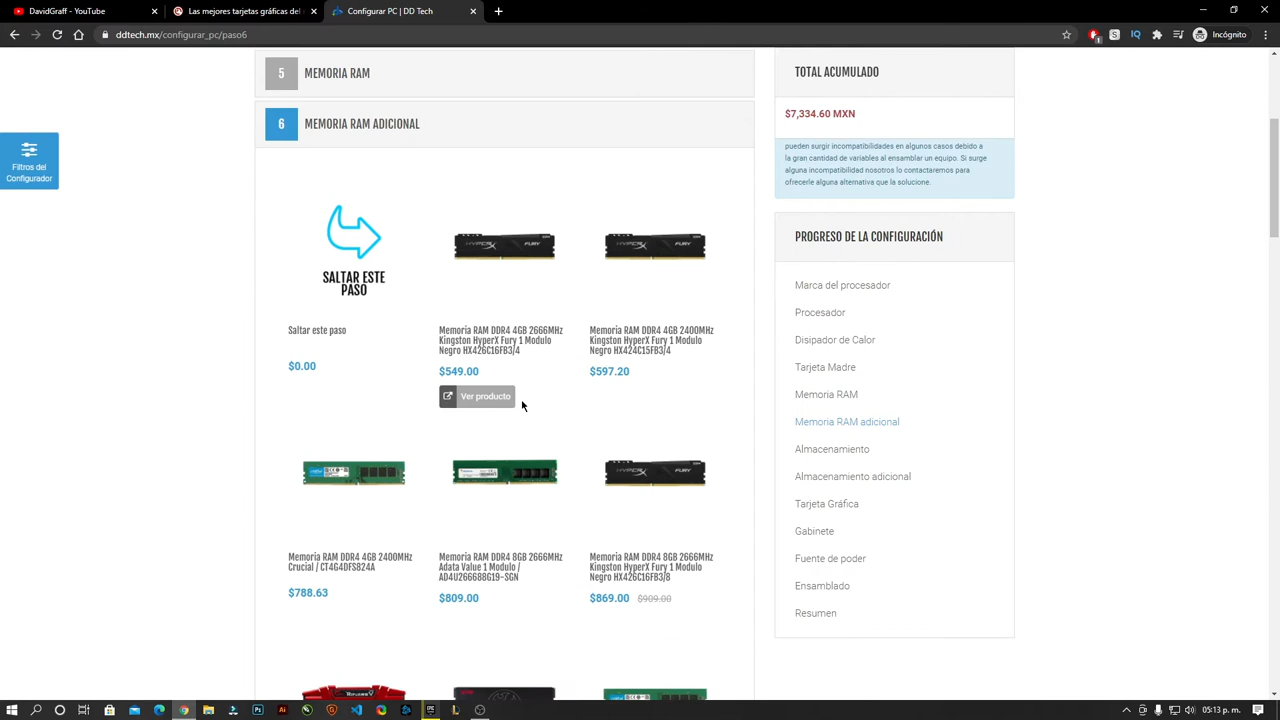 DavidGraff - YouTube
Las mejores tarjetas gráficas del
Configurar PC | DD Tech
ddtech.mx/configurar_pc/paso6
Incógnito
5 MEMORIA RAM
6 MEMORIA RAM ADICIONAL
Filtros del
Configurador
SALTAR ESTE
PASO
Saltar este paso
$0.00
HYPERX FURY
Memoria RAM DDR4 4GB 2666MHz
Kingston HyperX Fury 1 Modulo
Negro HX426C16FB3/4
$549.00
Ver producto
HYPERX FURY
Memoria RAM DDR4 4GB 2400MHz
Kingston HyperX Fury 1 Modulo
Negro HX424C15FB3/4
$597.20
Memoria RAM DDR4 4GB 2400MHz
Crucial / CT4G4DFS824A
$788.63
Memoria RAM DDR4 8GB 2666MHz
Adata Value 1 Modulo /
AD4U266688G19-SGN
$809.00
HYPERX FURY
Memoria RAM DDR4 8GB 2666MHz
Kingston HyperX Fury 1 Modulo
Negro HX426C16FB3/8
$869.00 $909.00
TOTAL ACUMULADO
$7,334.60 MXN
pueden surgir incompatibilidades en algunos casos debido a
la gran cantidad de variables al ensamblar un equipo. Si surge
alguna incompatibilidad nosotros lo contactaremos para
ofrecerle alguna alternativa que la solucione.
PROGRESO DE LA CONFIGURACIÓN
Marca del procesador
Procesador
Disipador de Calor
Tarjeta Madre
Memoria RAM
Memoria RAM adicional
Almacenamiento
Almacenamiento adicional
Tarjeta Gráfica
Gabinete
Fuente de poder
Ensamblado
Resumen
05:13 p. m.